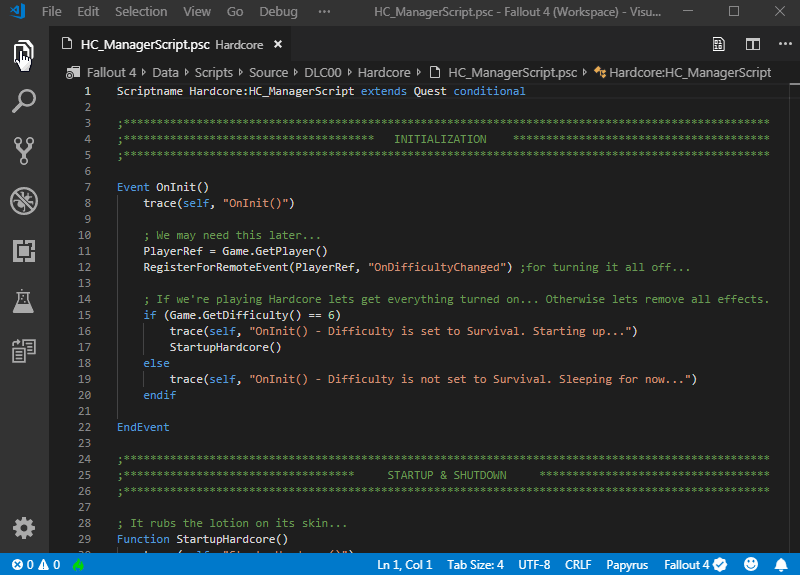 File Edit Selection View Go Debug ··· HC_ManagerScript.psc - Fallout 4 (Workspace) - Visu...
HC_ManagerScript.psc Hardcore ×
Fallout 4 › Data › Scripts › Source › DLC00 › Hardcore › HC_ManagerScript.psc › Hardcore:HC_ManagerScript
1 Scriptname Hardcore:HC_ManagerScript extends Quest conditional
2
3 ;**************************************************************************************************
4 ;************************************** INITIALIZATION ***************************************
5 ;**************************************************************************************************
6
7 Event OnInit()
8 trace(self, "OnInit()")
9
10 ; We may need this later...
11 PlayerRef = Game.GetPlayer()
12 RegisterForRemoteEvent(PlayerRef, "OnDifficultyChanged") ;for turning it all off...
13
14 ; If we're playing Hardcore lets get everything turned on... Otherwise lets remove all effects.
15 if (Game.GetDifficulty() == 6)
16 trace(self, "OnInit() - Difficulty is set to Survival. Starting up...")
17 StartupHardcore()
18 else
19 trace(self, "OnInit() - Difficulty is not set to Survival. Sleeping for now...")
20 endif
21
22 EndEvent
23
24 ;**************************************************************************************************
25 ;*********************************** STARTUP & SHUTDOWN ***********************************
26 ;**************************************************************************************************
27
28 ; It rubs the lotion on its skin...
29 Function StartupHardcore()
0 0 Ln 1, Col 1 Tab Size: 4 UTF-8 CRLF Papyrus Fallout 4